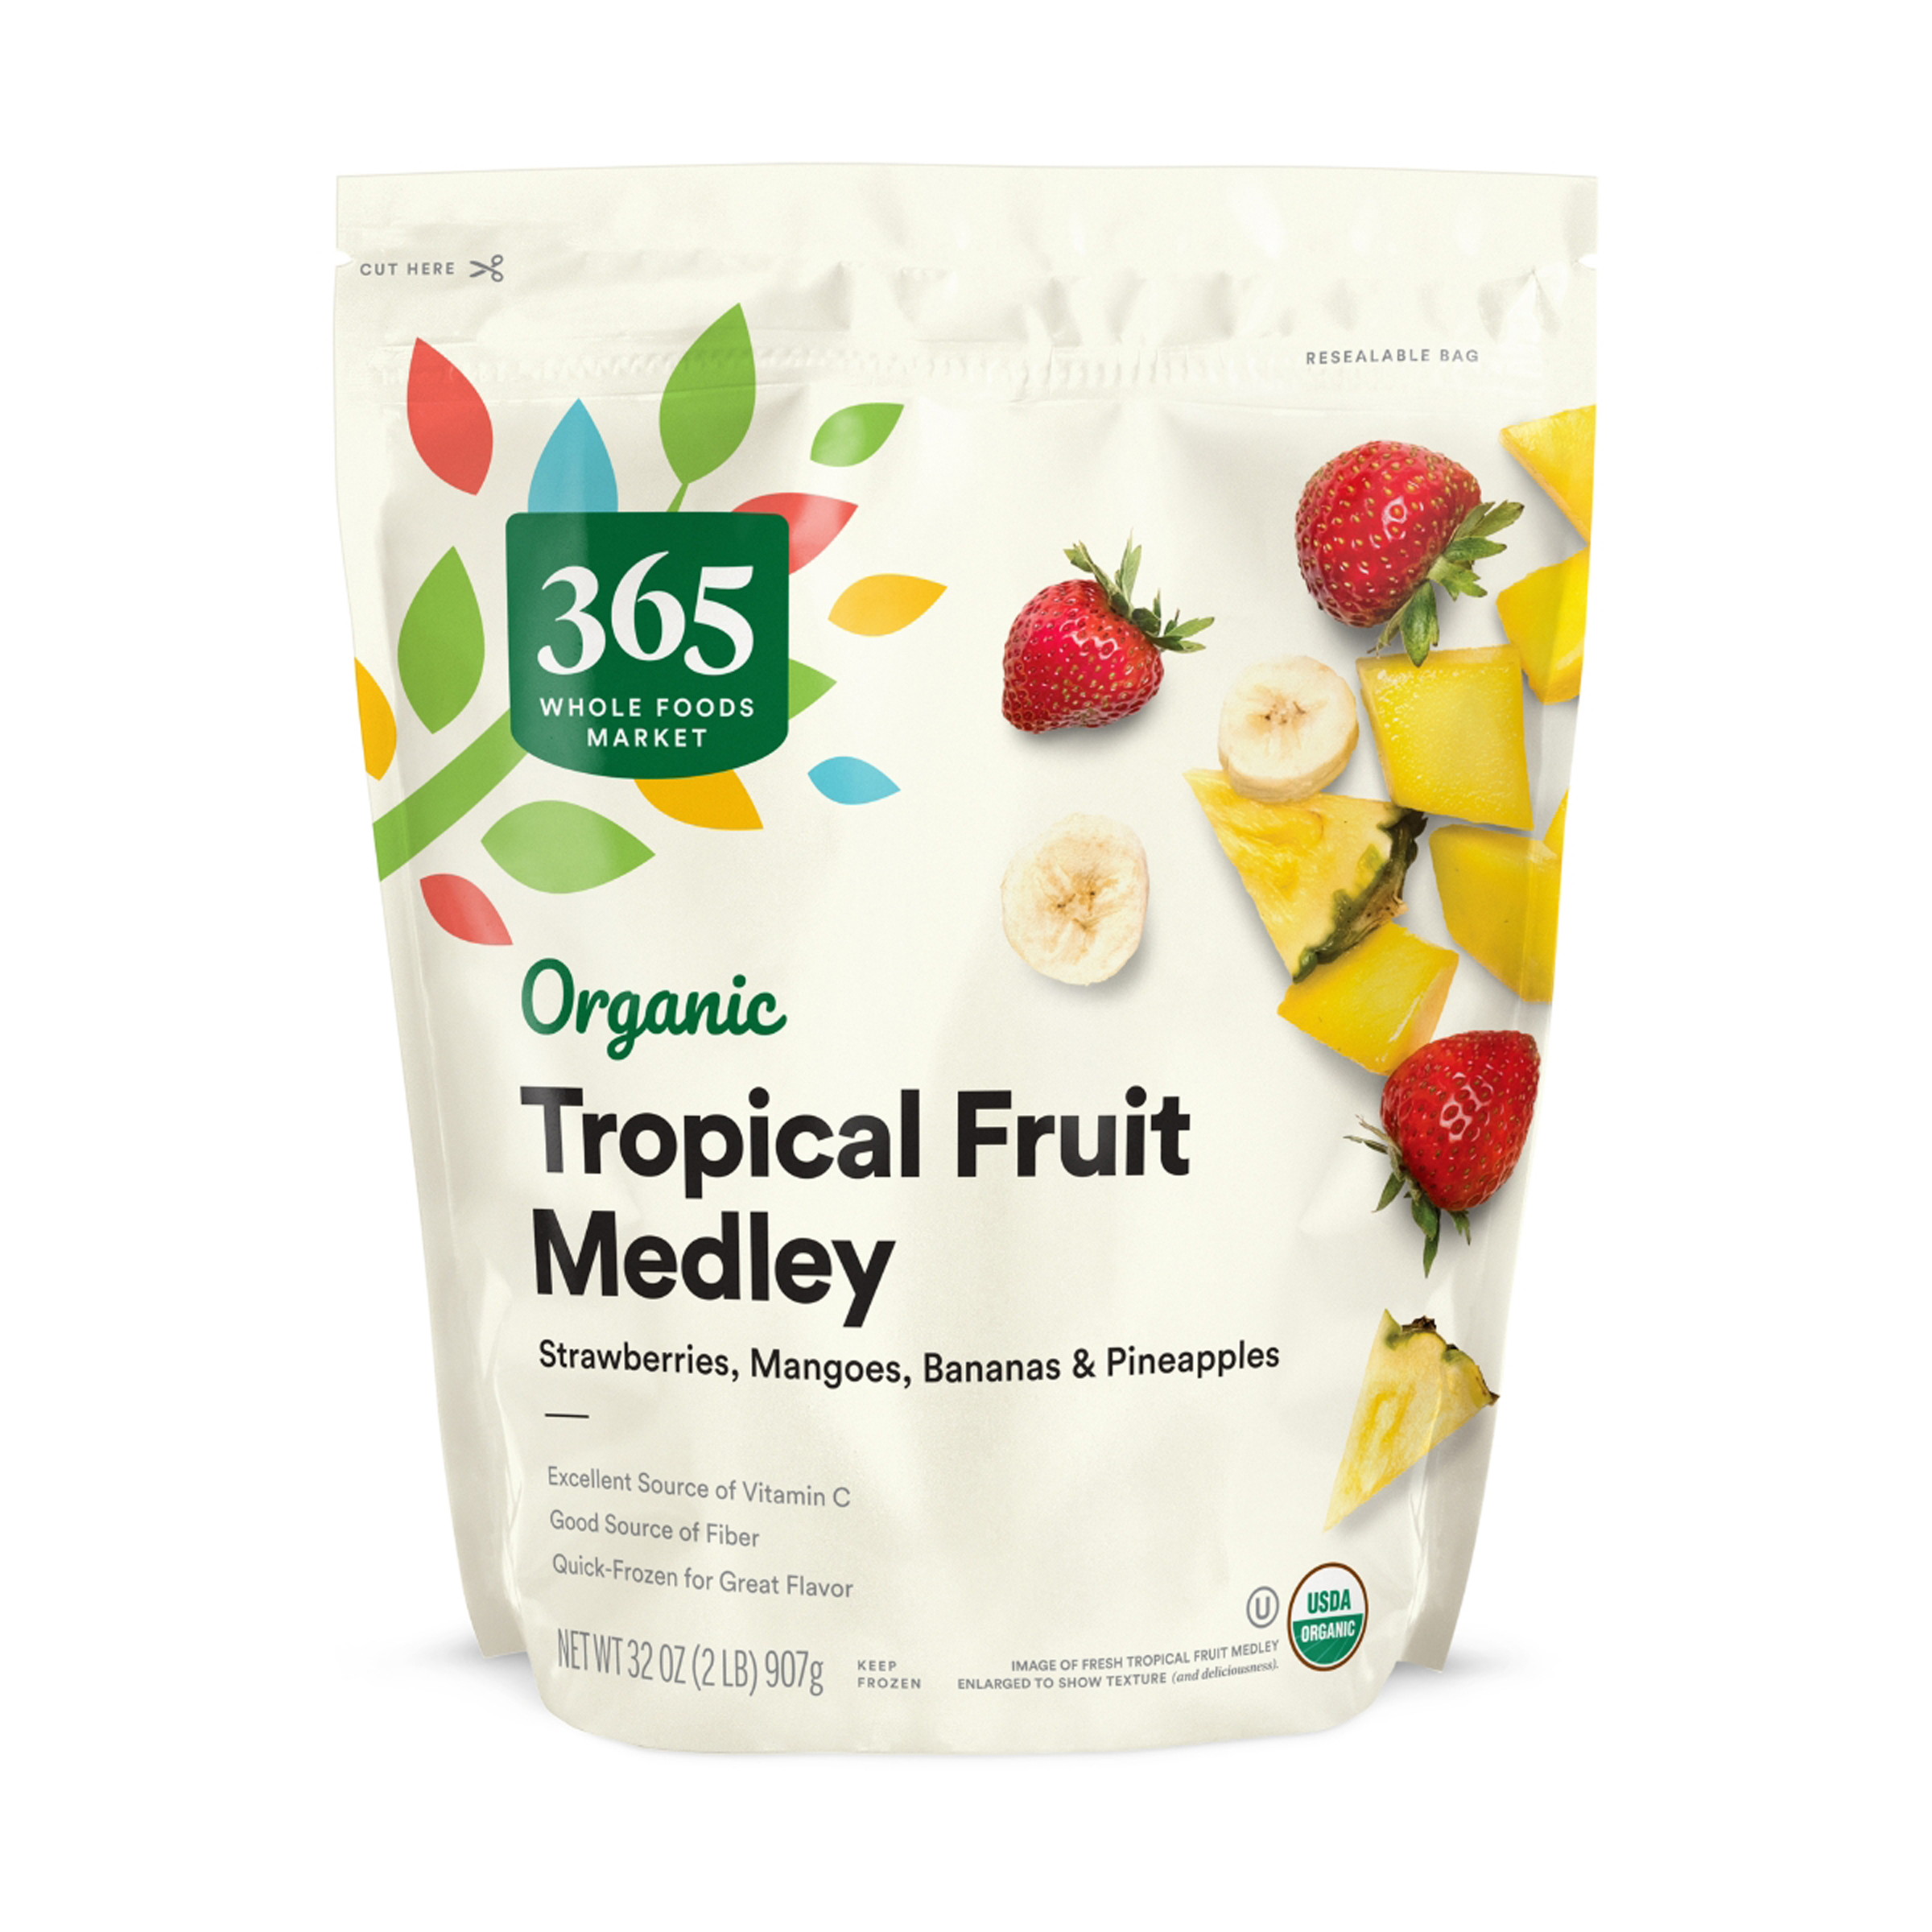 CUT HERE
RESEALABLE BAG
365
WHOLE FOODS
MARKET
Organic
Tropical Fruit
Medley
Strawberries, Mangoes, Bananas & Pineapples
Excellent Source of Vitamin C
Good Source of Fiber
Quick-Frozen for Great Flavor
NET WT 32 OZ (2 LB) 907g
KEEP
FROZEN
IMAGE OF FRESH TROPICAL FRUIT MEDLEY
ENLARGED TO SHOW TEXTURE (and deliciousness).
U
USDA
ORGANIC